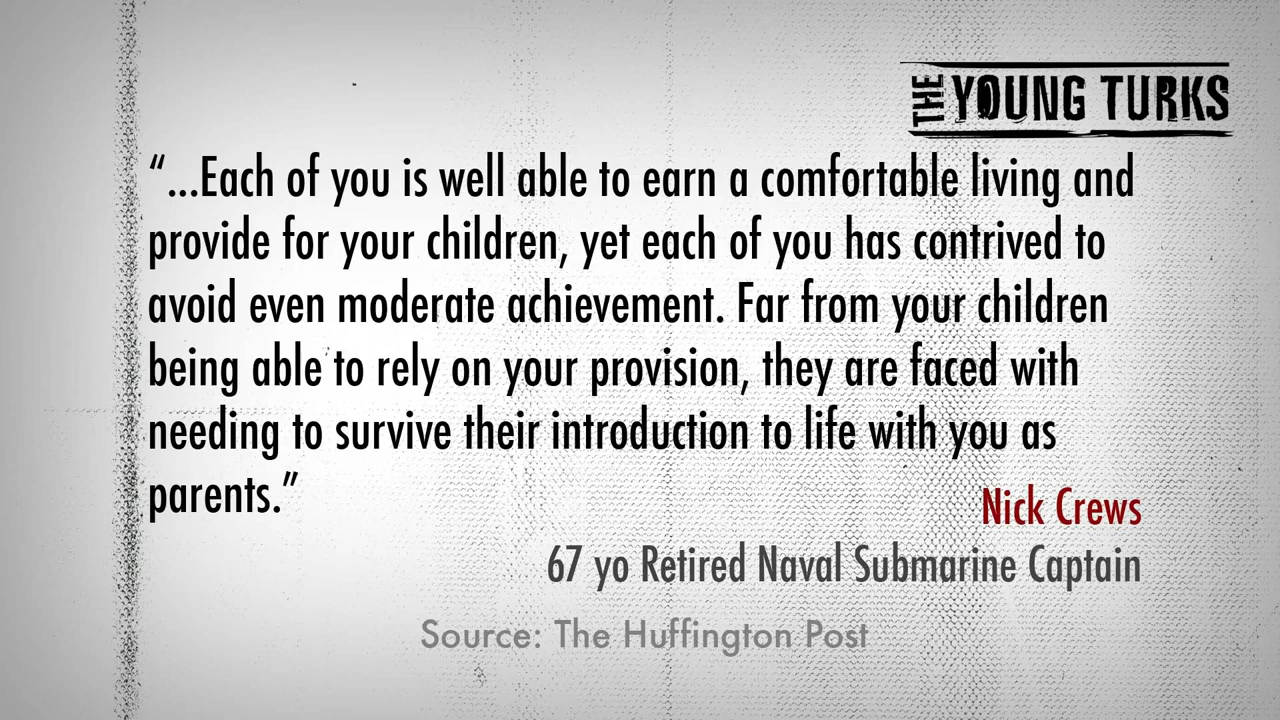 THE YOUNG TURKS
“...Each of you is well able to earn a comfortable living and
provide for your children, yet each of you has contrived to
avoid even moderate achievement. Far from your children
being able to rely on your provision, they are faced with
needing to survive their introduction to life with you as
parents.”
Nick Crews
67 yo Retired Naval Submarine Captain
Source: The Huffington Post